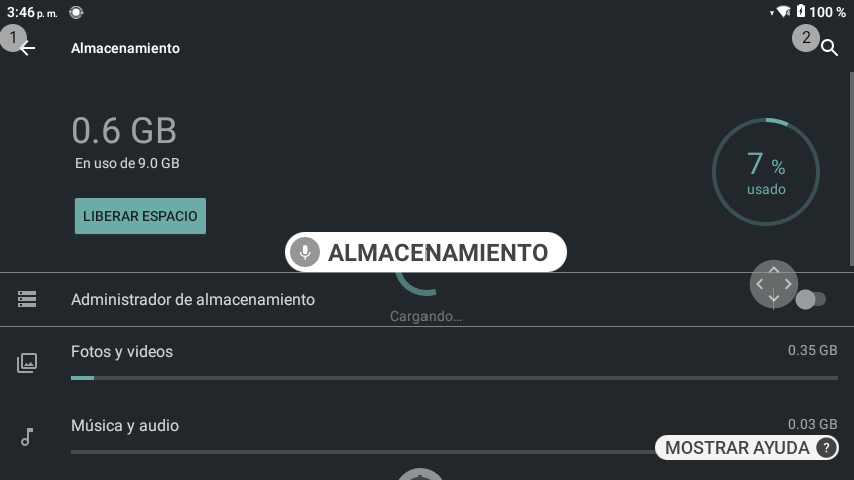 3:46 p. m.
100 %
1
Almacenamiento
2
0.6 GB
En uso de 9.0 GB
7 %
usado
LIBERAR ESPACIO
ALMACENAMIENTO
Administrador de almacenamiento
Cargando…
Fotos y videos
0.35 GB
Música y audio
0.03 GB
MOSTRAR AYUDA ?